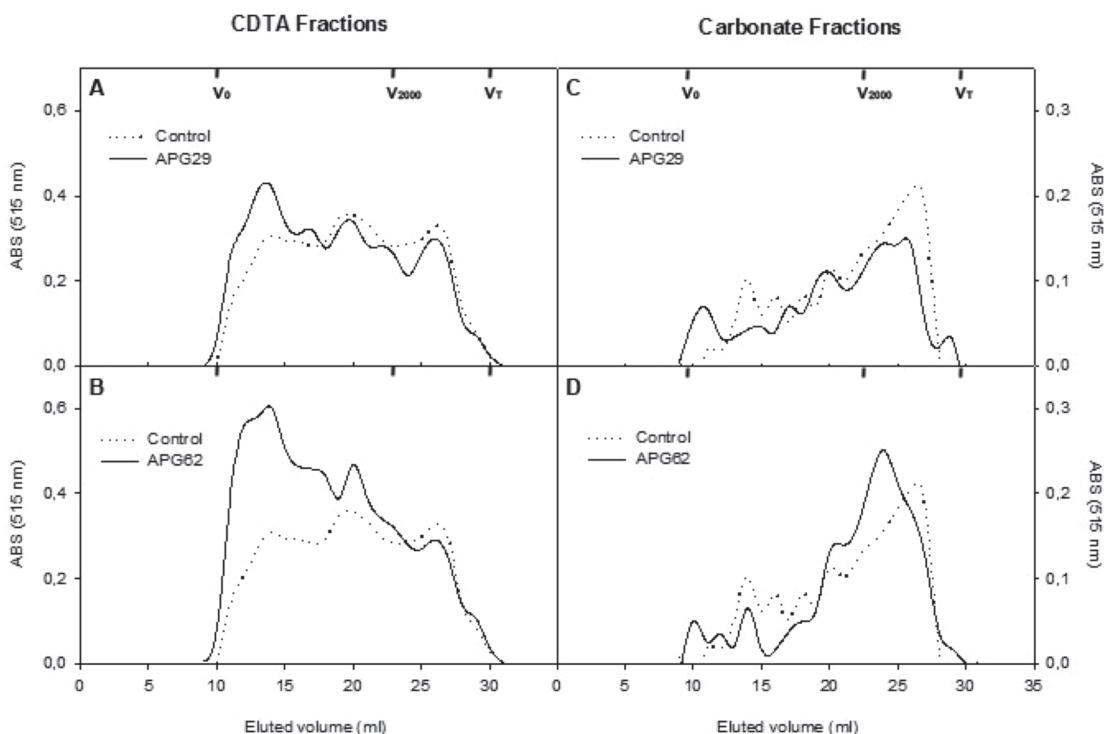 CDTA Fractions
Carbonate Fractions
A
V0
V2000
VT
0,6
0,4
0,2
0,0
ABS (515 nm)
Control
APG29
C
V0
V2000
VT
0,3
0,2
0,1
0,0
ABS (515 nm)
Control
APG29
B
0,6
0,4
0,2
0,0
ABS (515 nm)
Control
APG62
0 5 10 15 20 25 30
Eluted volume (ml)
D
0,3
0,2
0,1
0,0
ABS (515 nm)
Control
APG62
0 5 10 15 20 25 30 35
Eluted volume (ml)